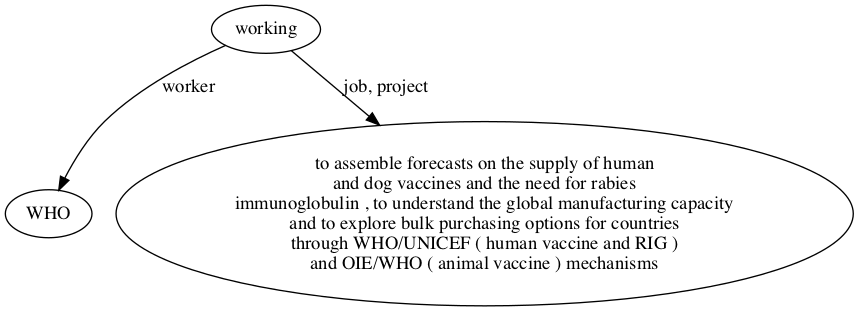 working
worker
job, project
WHO
to assemble forecasts on the supply of human
and dog vaccines and the need for rabies
immunoglobulin , to understand the global manufacturing capacity
and to explore bulk purchasing options for countries
through WHO/UNICEF ( human vaccine and RIG )
and OIE/WHO ( animal vaccine ) mechanisms